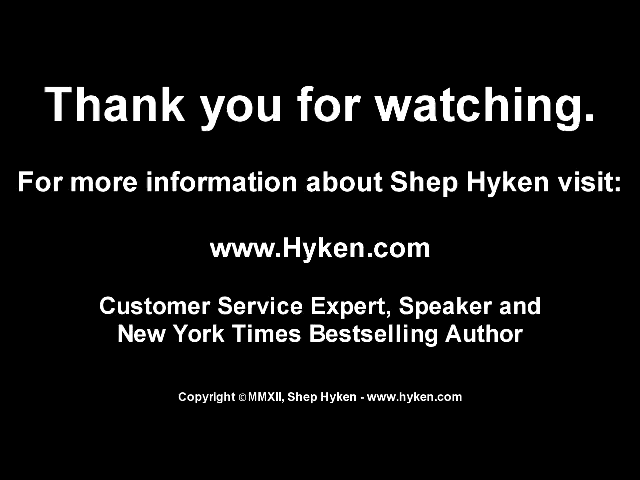 Thank you for watching.
For more information about Shep Hyken visit:
www.Hyken.com
Customer Service Expert, Speaker and
New York Times Bestselling Author
Copyright ©MMXII, Shep Hyken - www.hyken.com